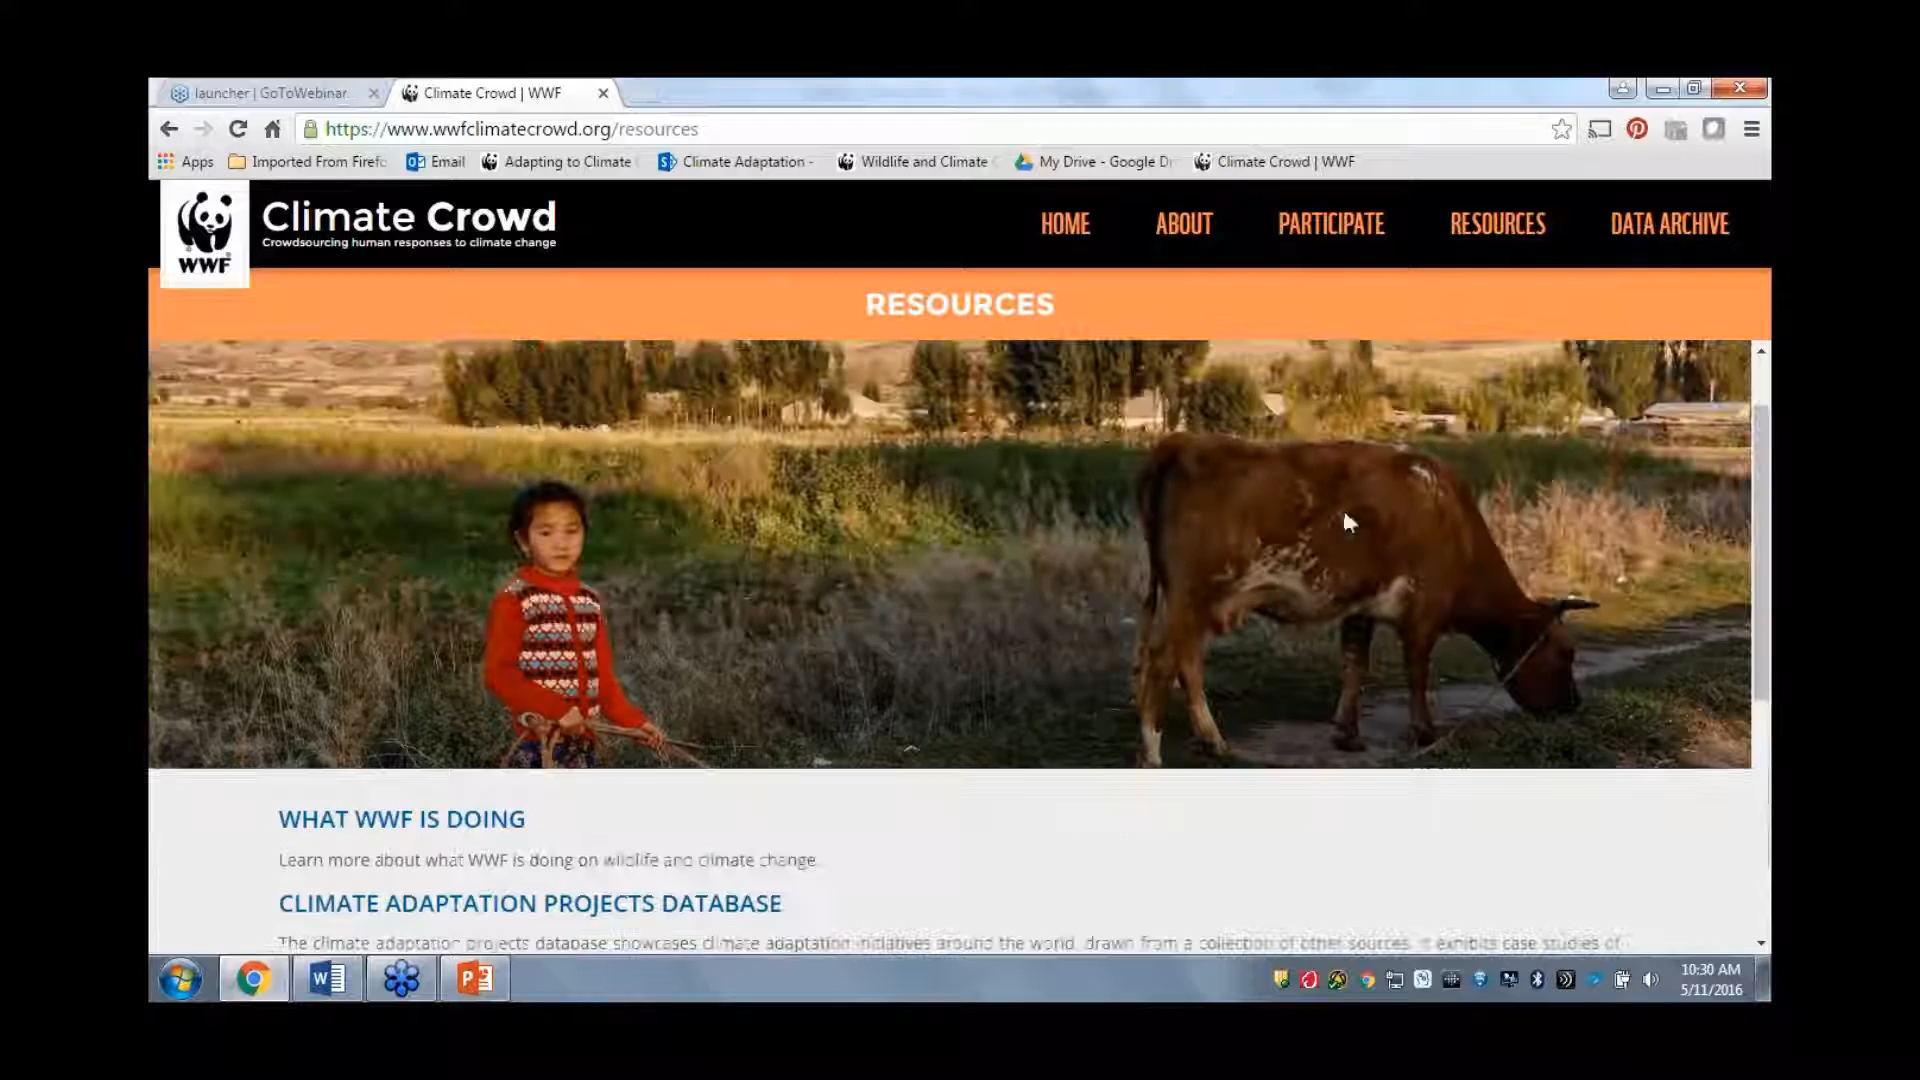 launcher | GoToWebinar
Climate Crowd | WWF
https://www.wwfclimatecrowd.org/resources
Apps Imported From Firef Email Adapting to Climate Climate Adaptation - Wildlife and Climate My Drive - Google D Climate Crowd | WWF
WWF
Climate Crowd
Crowdsourcing human responses to climate change
HOME ABOUT PARTICIPATE RESOURCES DATA ARCHIVE
RESOURCES
WHAT WWF IS DOING
Learn more about what WWF is doing on wildlife and climate change.
CLIMATE ADAPTATION PROJECTS DATABASE
The climate adaptation projects database showcases climate adaptation initiatives around the world, drawn from a collection of other sources. It exhibits case studies of
10:30 AM
5/11/2016